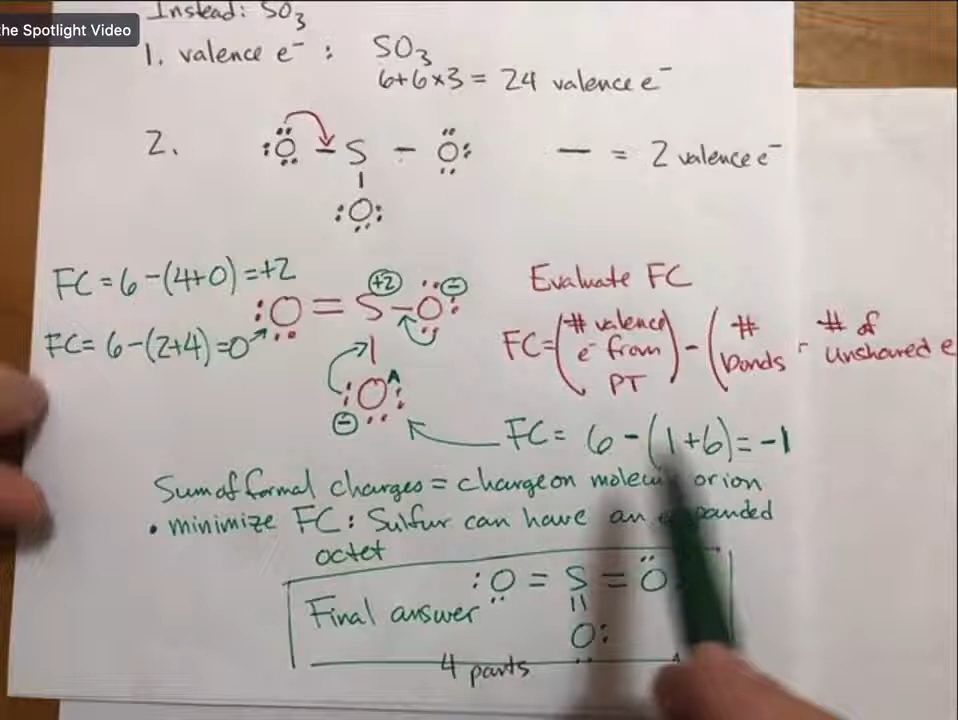 the Spotlight Video
Instead: SO3
1. valence e⁻ : SO3
6+6×3 = 24 valence e⁻
2. :Ö — S — Ö: — = 2 valence e⁻
|
:O:
FC = 6 -(4+0) = +2
Evaluate FC
:O = S - O: +2 ⊖
FC = 6 -(2+4) = 0
FC = (# valence e⁻ from PT) - (# bonds - # of unshared e
|
:O:
⊖
FC = 6 - (1+6) = -1
Sum of formal charges = charge on or ion
• minimize FC : Sulfur can have an
octet
:O = S = Ö
||
Final answer
O:
4 parts